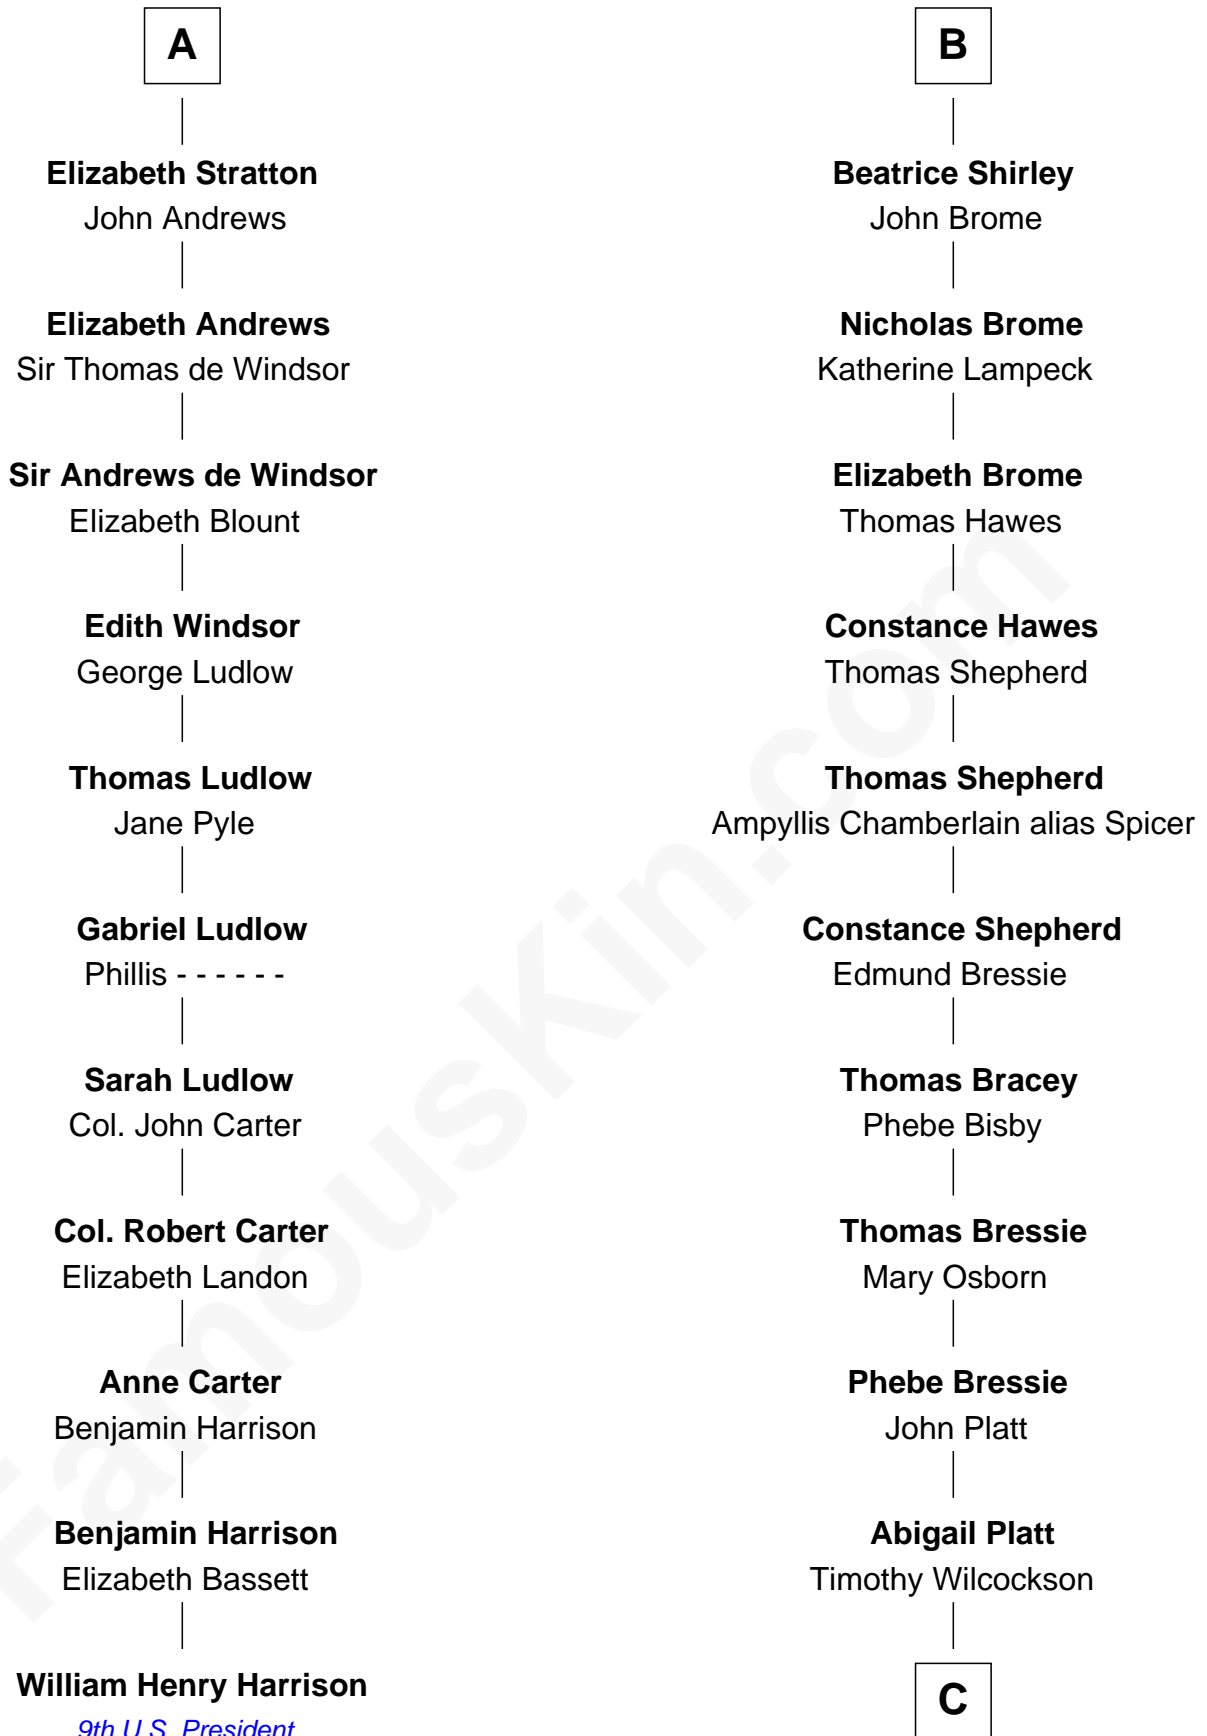 A
Elizabeth Stratton
John Andrews
Elizabeth Andrews
Sir Thomas de Windsor
Sir Andrews de Windsor
Elizabeth Blount
Edith Windsor
George Ludlow
Thomas Ludlow
Jane Pyle
Gabriel Ludlow
Phillis - - - - - -
Sarah Ludlow
Col. John Carter
Col. Robert Carter
Elizabeth Landon
Anne Carter
Benjamin Harrison
Benjamin Harrison
Elizabeth Bassett
William Henry Harrison
9th U.S. President
B
Beatrice Shirley
John Brome
Nicholas Brome
Katherine Lampeck
Elizabeth Brome
Thomas Hawes
Constance Hawes
Thomas Shepherd
Thomas Shepherd
Ampyllis Chamberlain alias Spicer
Constance Shepherd
Edmund Bressie
Thomas Bracey
Phebe Bisby
Thomas Bressie
Mary Osborn
Phebe Bressie
John Platt
Abigail Platt
Timothy Wilcockson
C
FamousKin.com